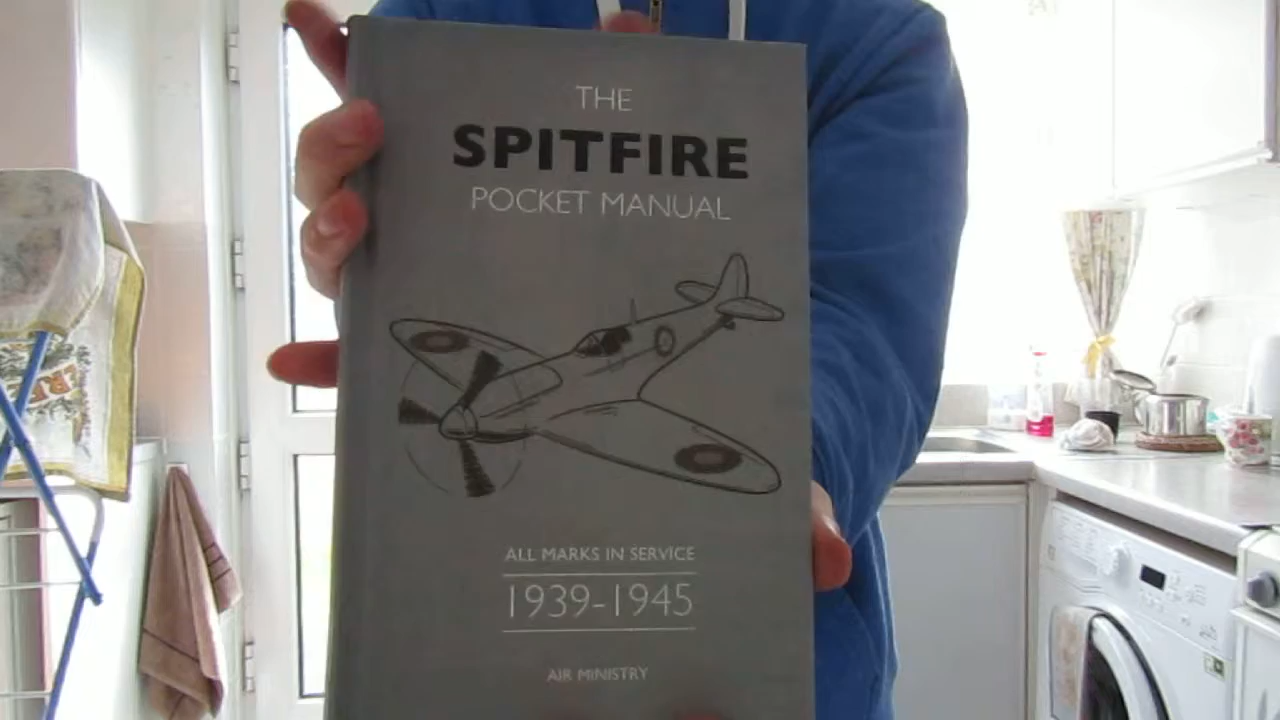 THE
SPITFIRE
POCKET MANUAL
ALL MARKS IN SERVICE
1939-1945
AIR MINISTRY